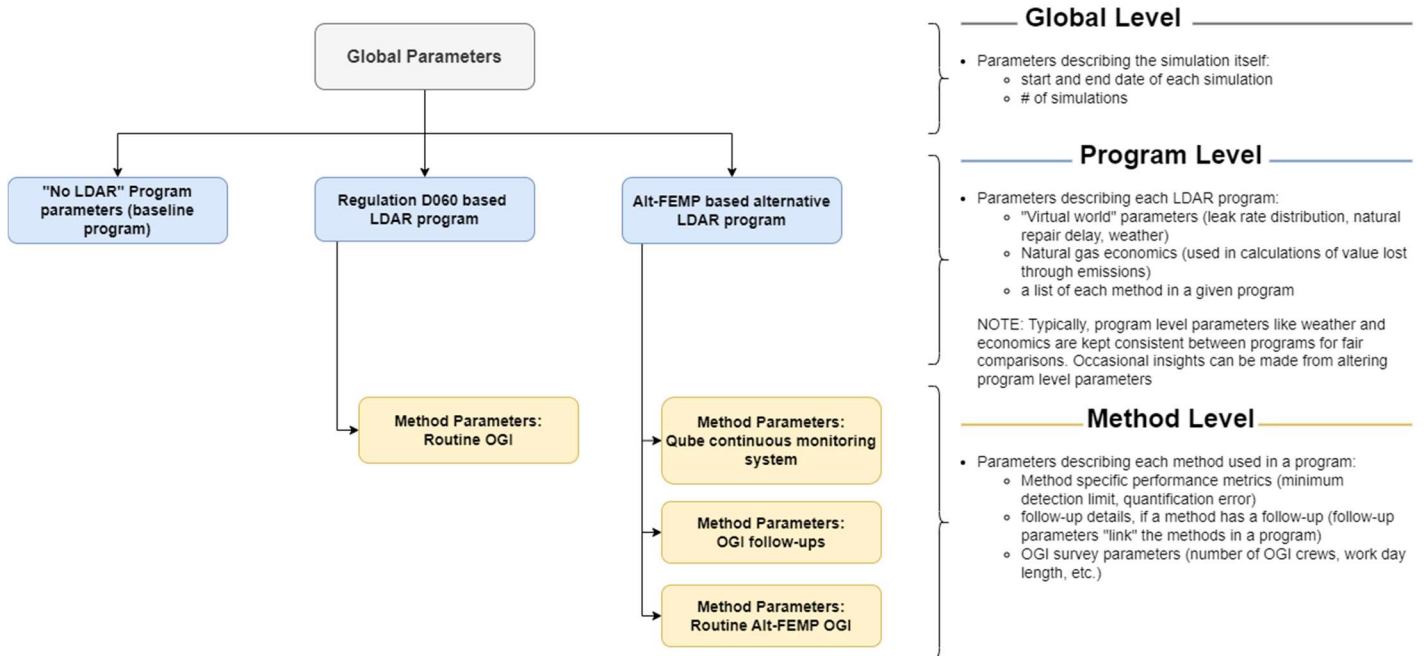 Global Parameters
"No LDAR" Program
parameters (baseline
program)
Regulation D060 based
LDAR program
Alt-FEMP based alternative
LDAR program
Method Parameters:
Routine OGI
Method Parameters:
Qube continuous monitoring
system
Method Parameters:
OGI follow-ups
Method Parameters:
Routine Alt-FEMP OGI
Global Level
• Parameters describing the simulation itself:
○ start and end date of each simulation
○ # of simulations
Program Level
• Parameters describing each LDAR program:
○ "Virtual world" parameters (leak rate distribution, natural
repair delay, weather)
○ Natural gas economics (used in calculations of value lost
through emissions)
○ a list of each method in a given program
NOTE: Typically, program level parameters like weather and
economics are kept consistent between programs for fair
comparisons. Occasional insights can be made from altering
program level parameters
Method Level
• Parameters describing each method used in a program:
○ Method specific performance metrics (minimum
detection limit, quantification error)
○ follow-up details, if a method has a follow-up (follow-up
parameters "link" the methods in a program)
○ OGI survey parameters (number of OGI crews, work day
length, etc.)